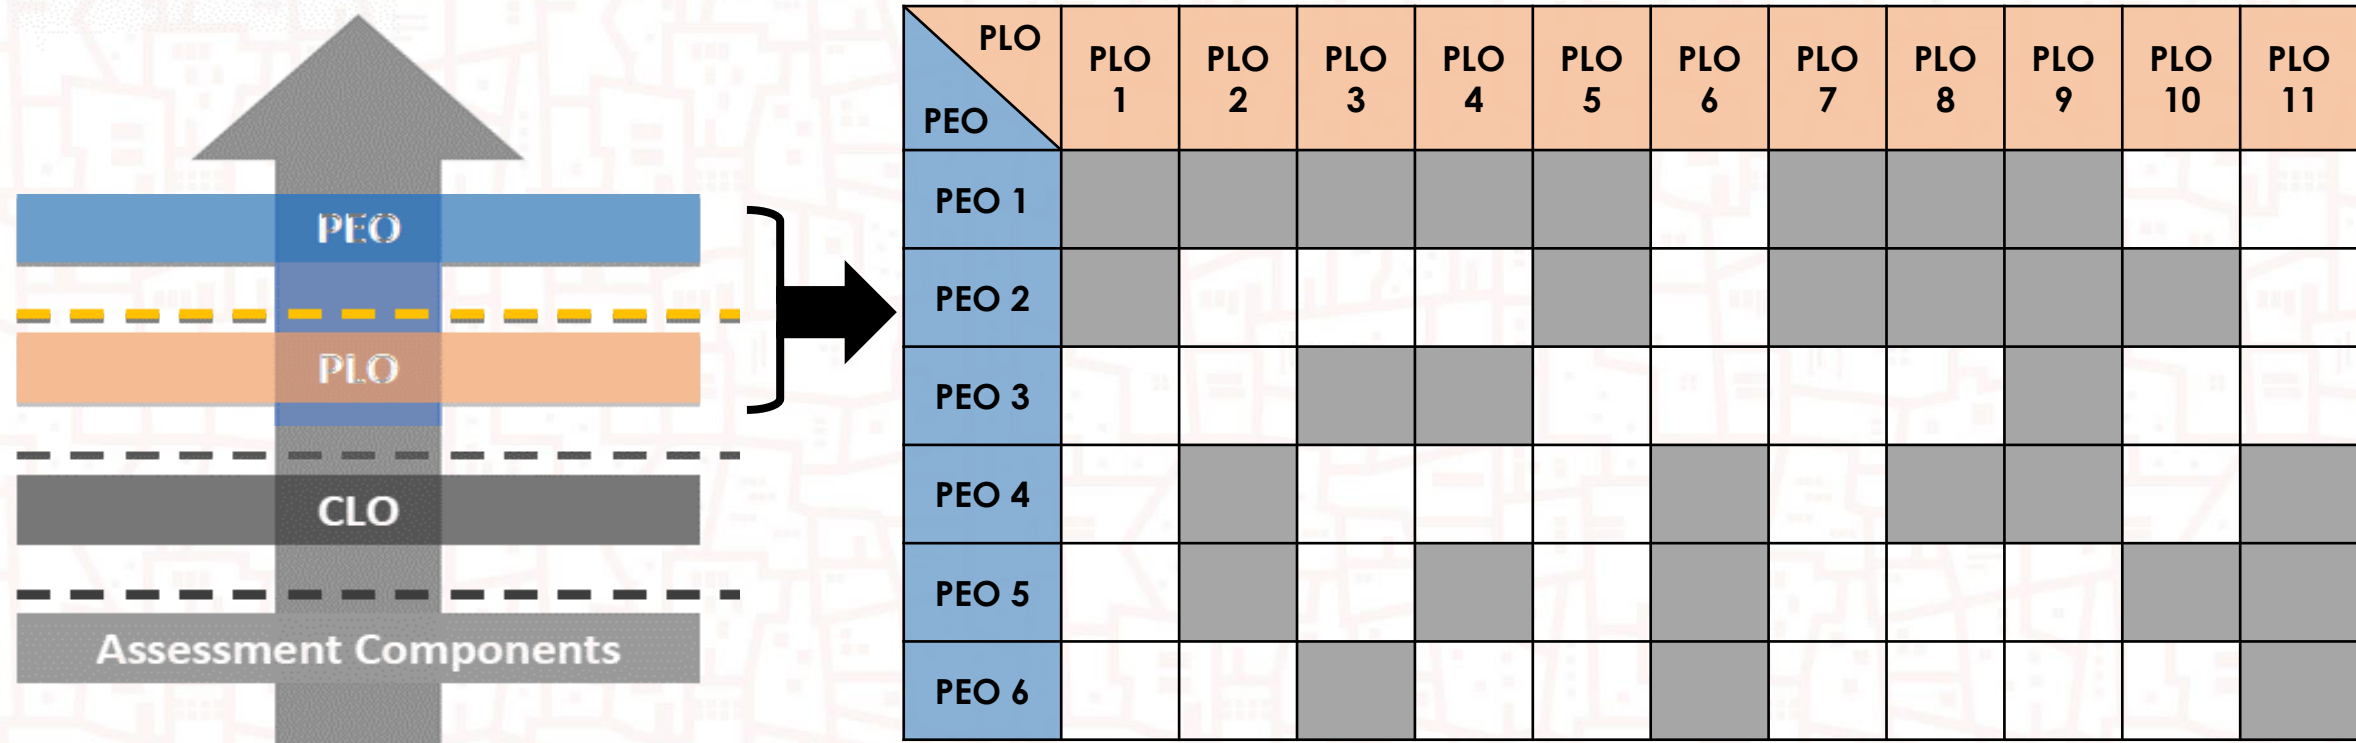 PEO
PLO
CLO
Assessment Components
PLO
PEO
PLO
1
PLO
2
PLO
3
PLO
4
PLO
5
PLO
6
PLO
7
PLO
8
PLO
9
PLO
10
PLO
11
PEO 1
PEO 2
PEO 3
PEO 4
PEO 5
PEO 6